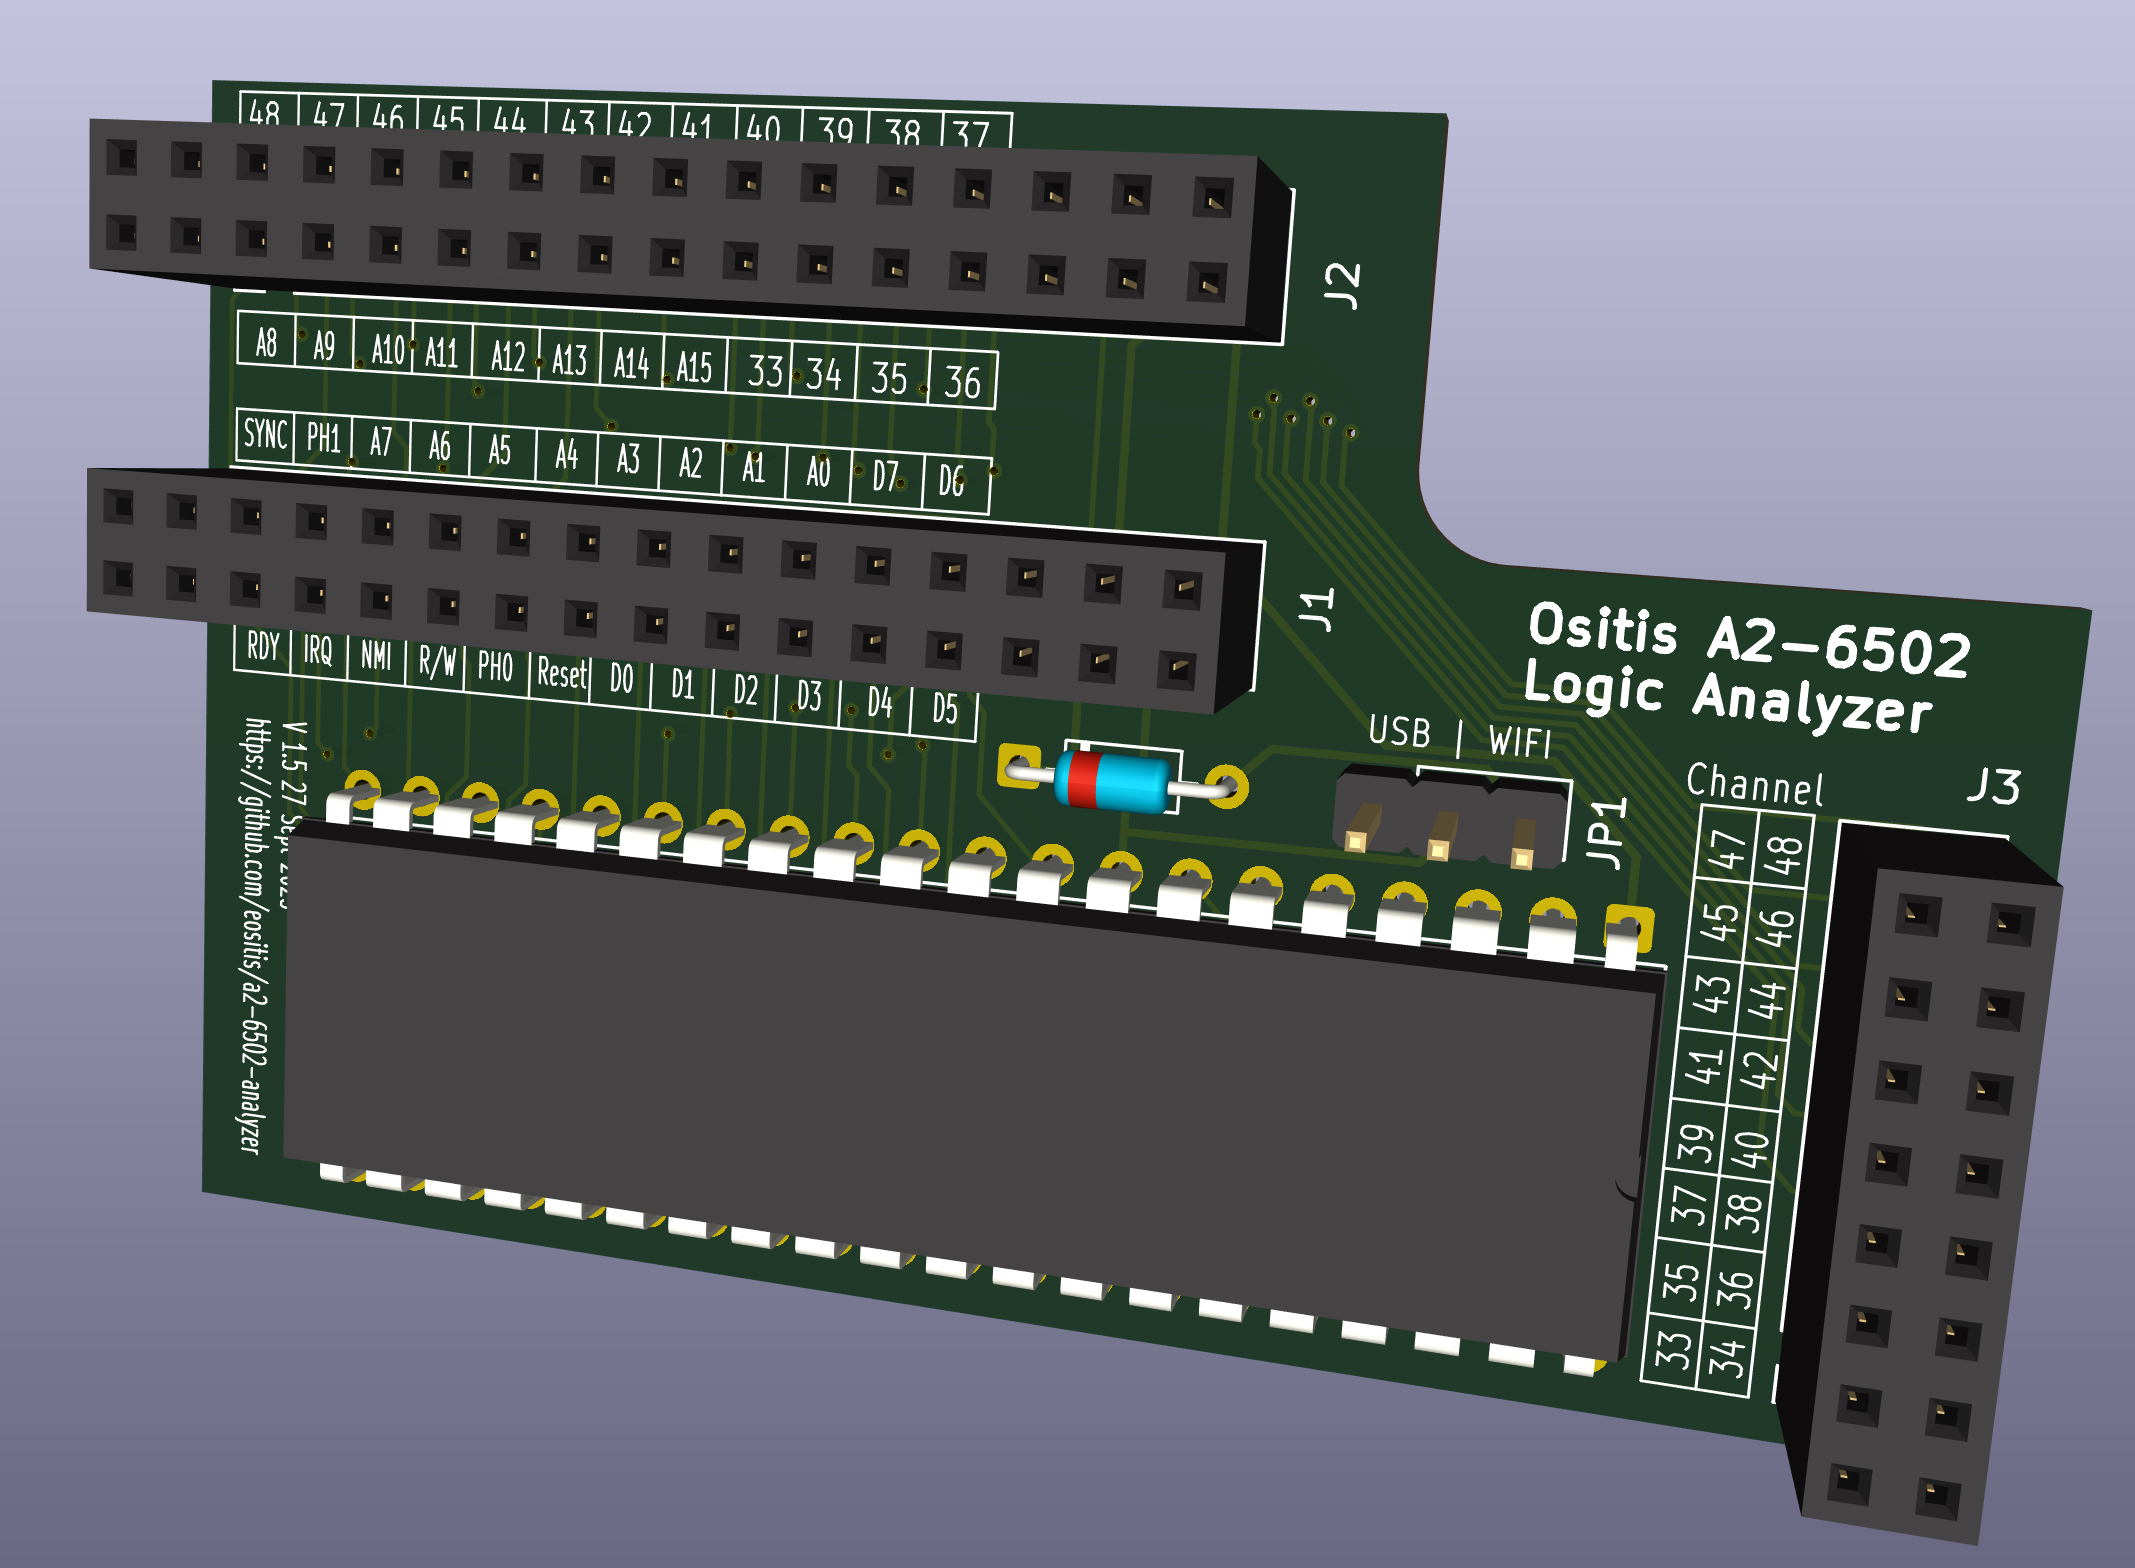 48 47 46 45 44 43 42 41 40 39 38 37
J2
A8 A9 A10 A11 A12 A13 A14 A15 33 34 35 36
SYNC PH1 A7 A6 A5 A4 A3 A2 A1 A0 D7 D6
J1
RDY IRQ NMI R/W PH0 Reset D0 D1 D2 D3 D4 D5
Ositis A2-6502
Logic Analyzer
USB | WIFI
JP1
V 1.5.27
https://github.com/eositis/a2-6502-analyzer
Channel
J3
47 48
45 46
43 44
41 42
39 40
37 38
35 36
33 34